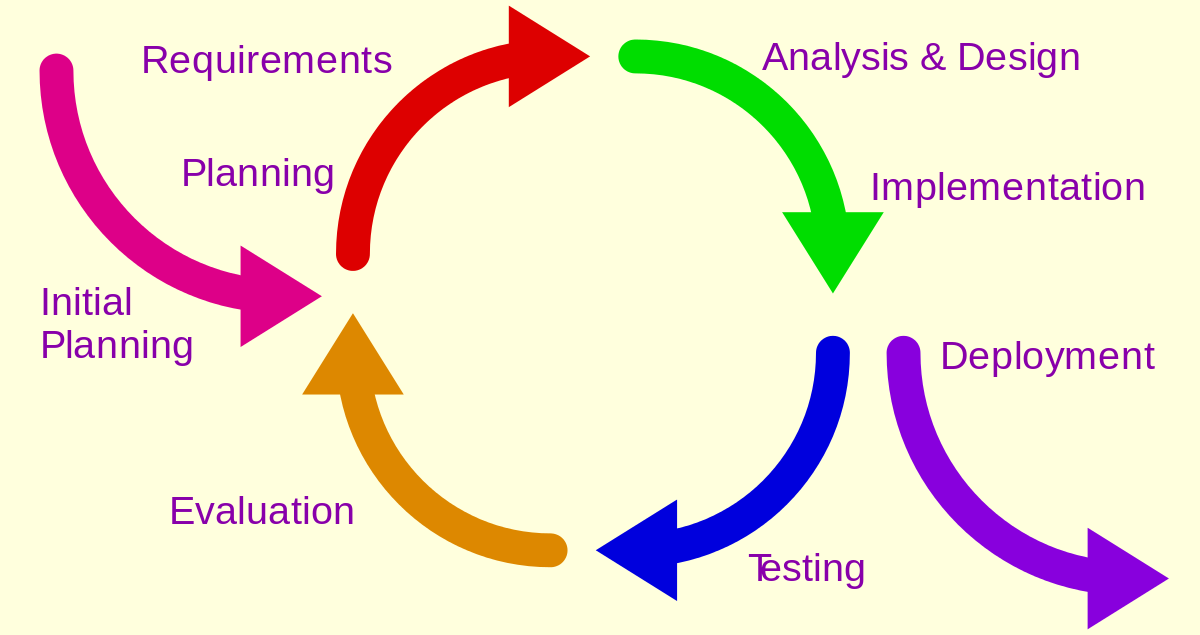 Requirements
Analysis & Design
Planning
Implementation
Initial
Planning
Deployment
Evaluation
Testing